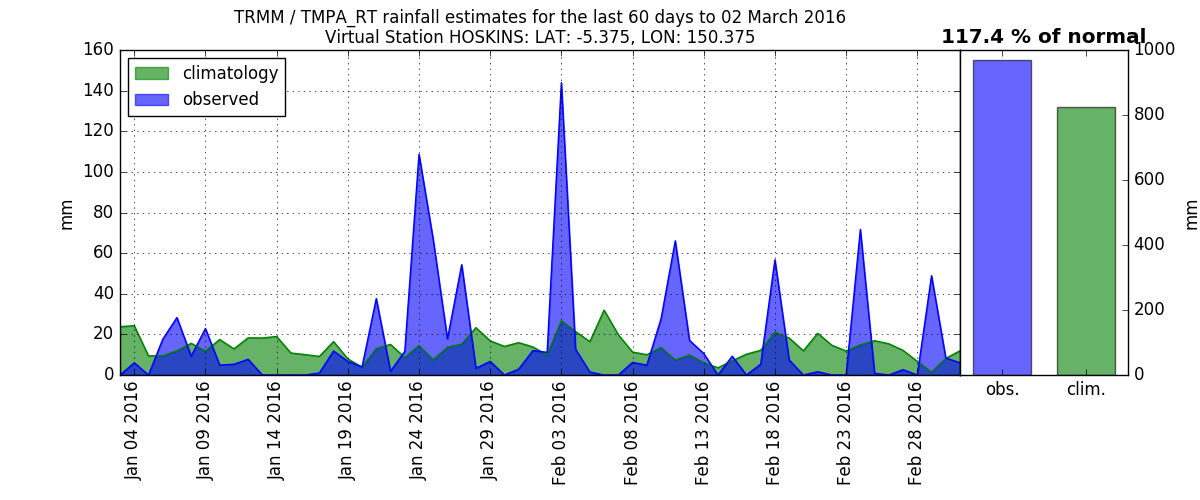 TRMM / TMPA_RT rainfall estimates for the last 60 days to 02 March 2016
Virtual Station HOSKINS: LAT: -5.375, LON: 150.375
117.4 % of normal
climatology
observed
mm
160
140
120
100
80
60
40
20
0
Jan 04 2016
Jan 09 2016
Jan 14 2016
Jan 19 2016
Jan 24 2016
Jan 29 2016
Feb 03 2016
Feb 08 2016
Feb 13 2016
Feb 18 2016
Feb 23 2016
Feb 28 2016
obs.
clim.
1000
800
600
400
200
0
mm